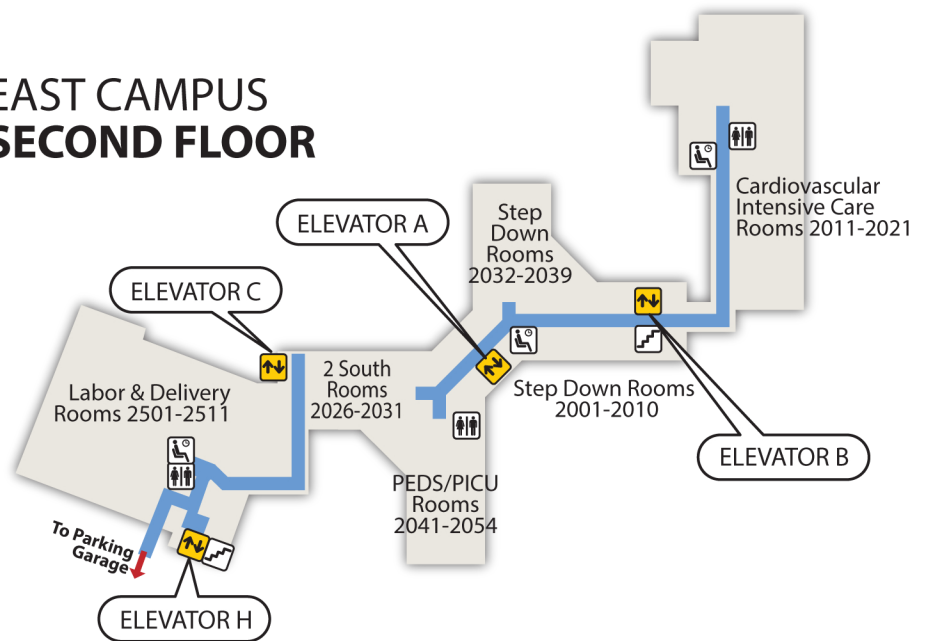 EAST CAMPUS
SECOND FLOOR
Cardiovascular
Intensive Care
Rooms 2011-2021
Step
Down
Rooms
2032-2039
ELEVATOR A
ELEVATOR C
2 South
Rooms
2026-2031
Labor & Delivery
Rooms 2501-2511
Step Down Rooms
2001-2010
ELEVATOR B
PEDS/PICU
Rooms
2041-2054
To Parking
Garage
ELEVATOR H